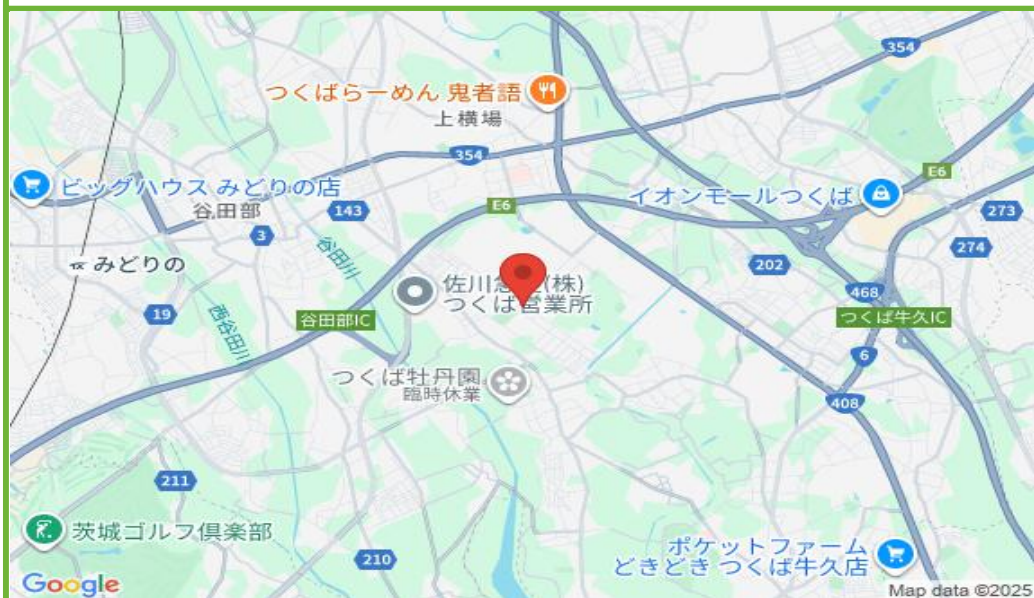 354
つくばらーめん 鬼者語
上横場
354
ビッグハウス みどりの店
谷田部
143
E6
イオンモールつくば
E6
273
3
274
みどりの
谷田川
佐川急便(株)
つくば営業所
202
468
19
西谷田川
谷田部IC
つくば牛久IC
6
つくば牡丹園
臨時休業
408
211
茨城ゴルフ倶楽部
210
ポケットファーム
どきどき つくば牛久店
Google
Map data ©2025